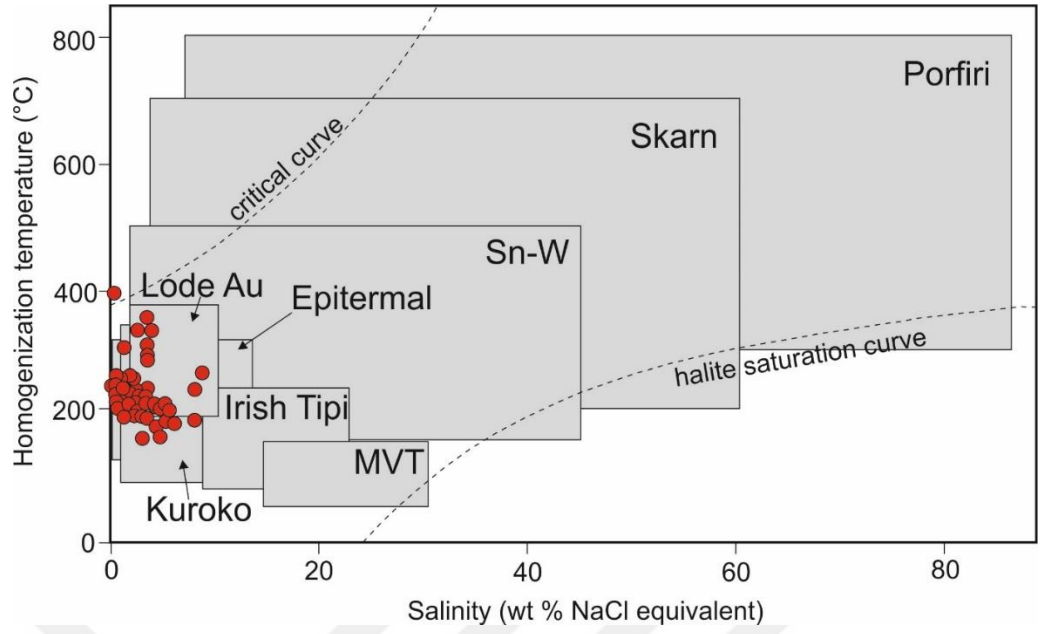 800
600
400
200
0
Homogenization temperature (°C)
Porfiri
Skarn
critical curve
Sn-W
Lode Au
Epitermal
halite saturation curve
Irish Tipi
MVT
Kuroko
0 20 40 60 80
Salinity (wt % NaCl equivalent)